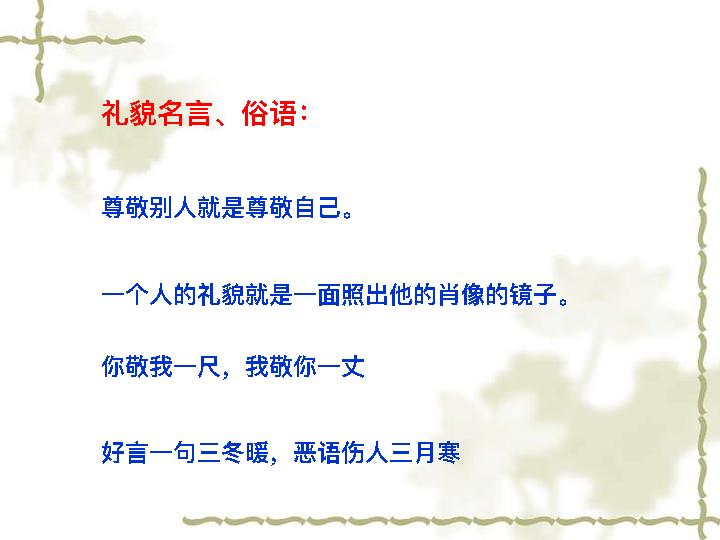 礼貌名言、俗语：
尊敬别人就是尊敬自己。
一个人的礼貌就是一面照出他的肖像的镜子。
你敬我一尺，我敬你一丈
好言一句三冬暖，恶语伤人三月寒